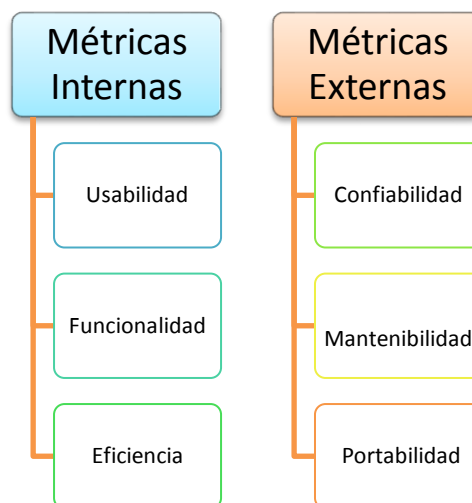 Métricas
Internas
Usabilidad
Funcionalidad
Eficiencia
Métricas
Externas
Confiabilidad
Mantenibilidad
Portabilidad